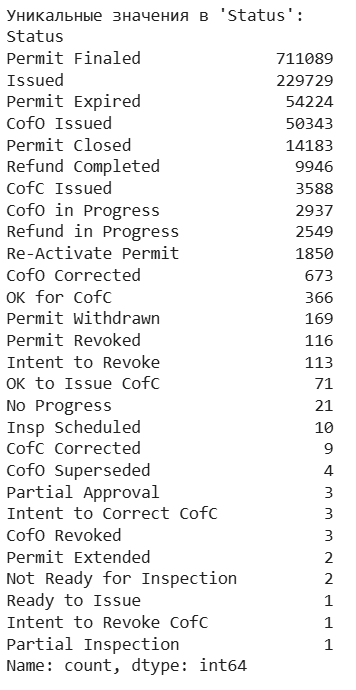 Уникальные значения в 'Status':
Status
Permit Finaled 711089
Issued 229729
Permit Expired 54224
CofO Issued 50343
Permit Closed 14183
Refund Completed 9946
CofC Issued 3588
CofO in Progress 2937
Refund in Progress 2549
Re-Activate Permit 1850
CofO Corrected 673
OK for CofC 366
Permit Withdrawn 169
Permit Revoked 116
Intent to Revoke 113
OK to Issue CofC 71
No Progress 21
Insp Scheduled 10
CofC Corrected 9
CofO Superseded 4
Partial Approval 3
Intent to Correct CofC 3
CofO Revoked 3
Permit Extended 2
Not Ready for Inspection 2
Ready to Issue 1
Intent to Revoke CofC 1
Partial Inspection 1
Name: count, dtype: int64